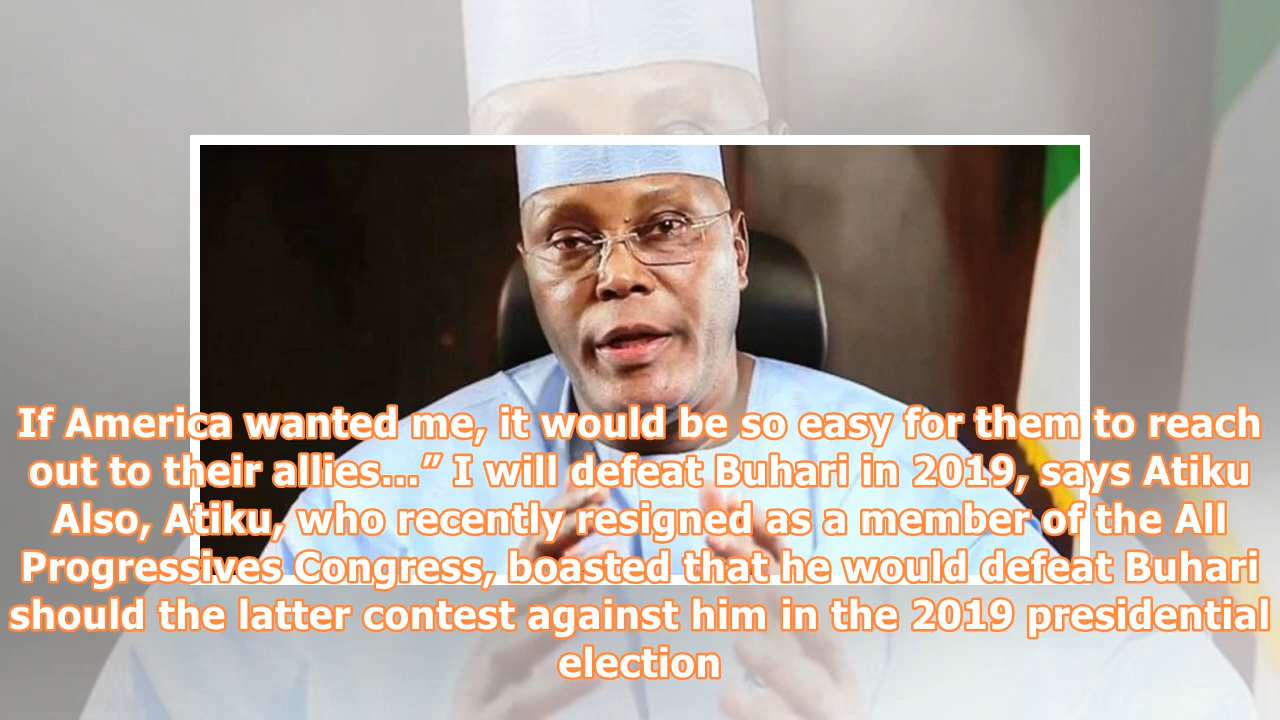 If America wanted me, it would be so easy for them to reach
out to their allies...” I will defeat Buhari in 2019, says Atiku
Also, Atiku, who recently resigned as a member of the All
Progressives Congress, boasted that he would defeat Buhari
should the latter contest against him in the 2019 presidential
election